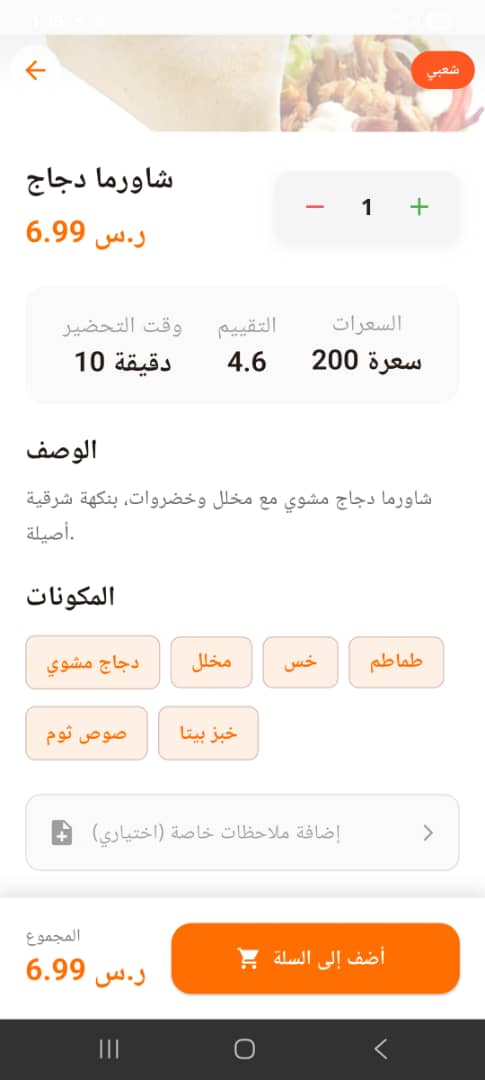 شعبي
شاورما دجاج
ر.س 6.99
1
السعرات
سعرة 200
التقييم
4.6
وقت التحضير
دقيقة 10
الوصف
شاورما دجاج مشوي مع مخلل وخضروات، بنكهة شرقية
أصيلة.
المكونات
دجاج مشوي
مخلل
خس
طماطم
صوص ثوم
خبز بيتا
إضافة ملاحظات خاصة (اختياري)
المجموع
ر.س 6.99
أضف إلى السلة